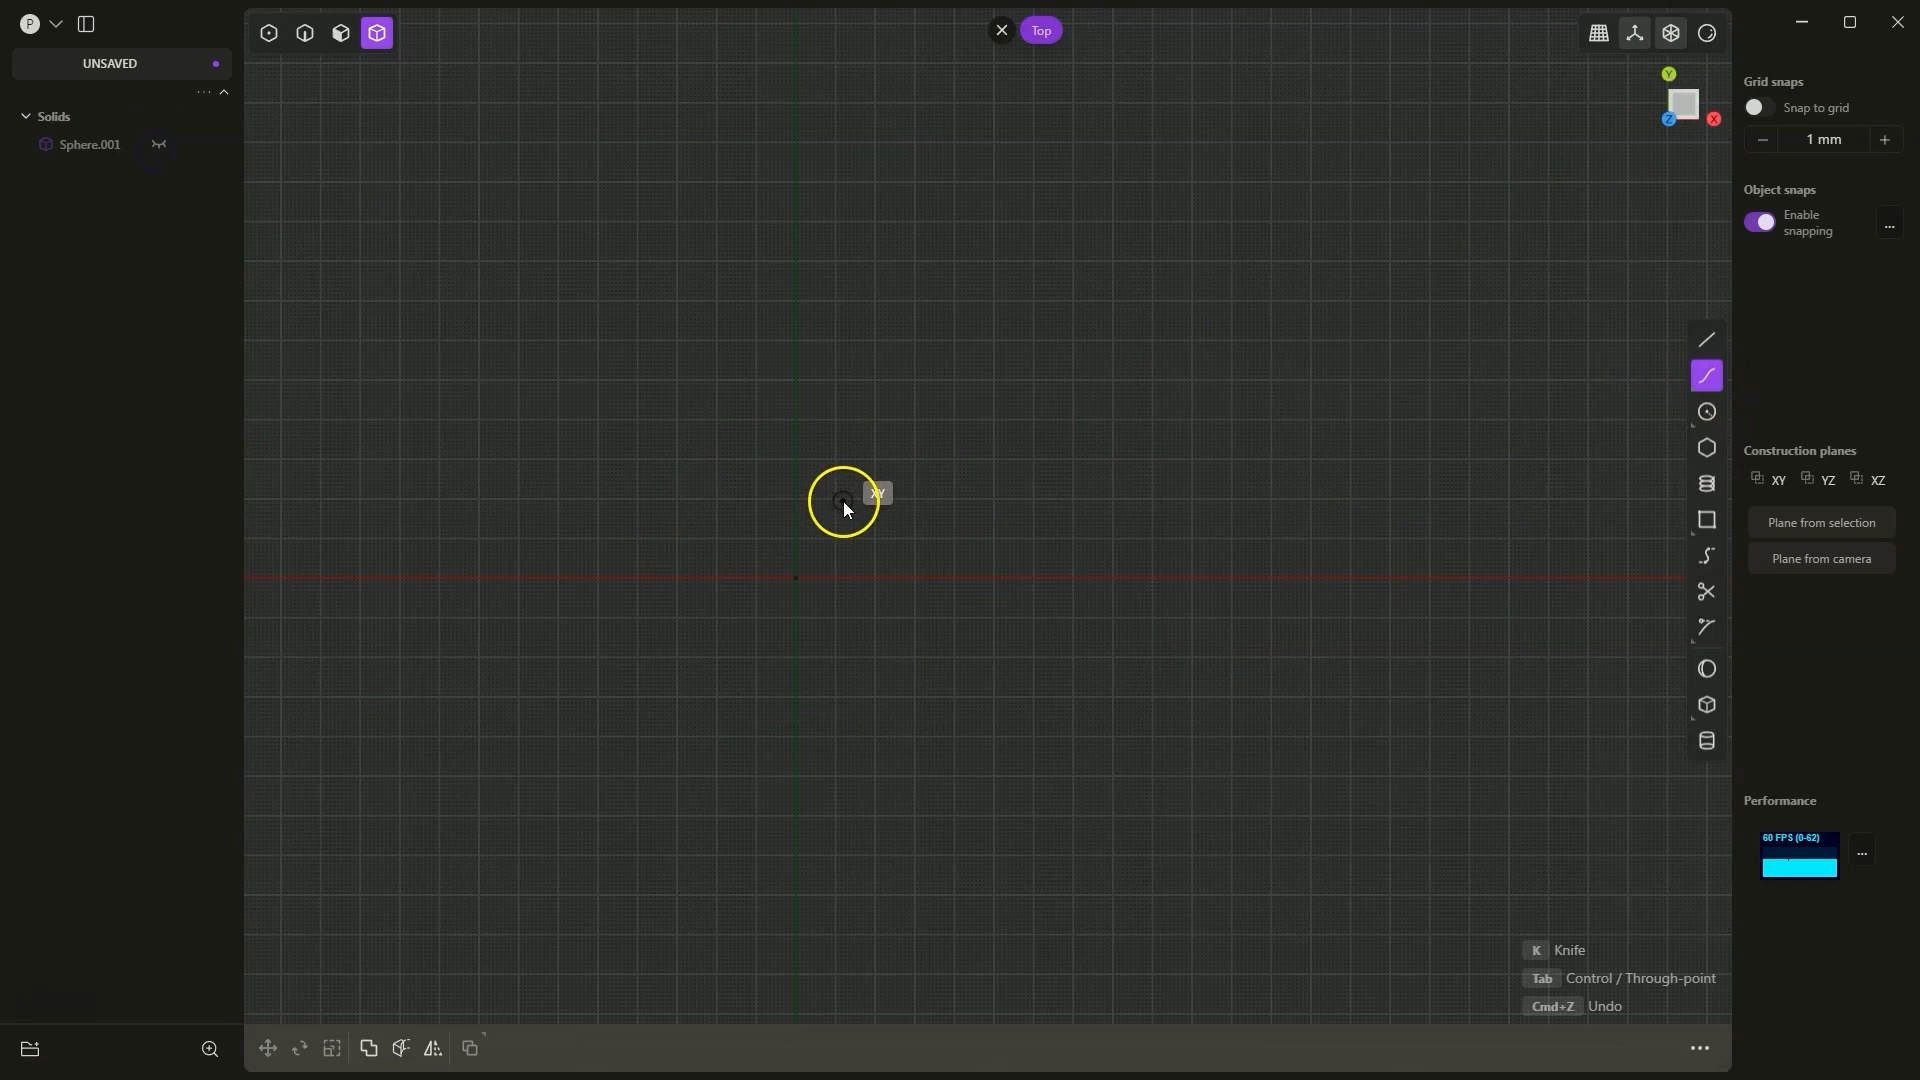 P
UNSAVED
Solids
Sphere.001
Top
Y
Z
X
XY
Grid snaps
Snap to grid
1 mm
Object snaps
Enable
snapping
...
Construction planes
XY YZ XZ
Plane from selection
Plane from camera
Performance
60 FPS (0-62)
...
K Knife
Tab Control / Through-point
Cmd+Z Undo